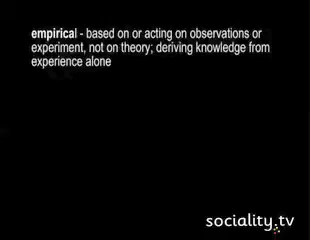 empirical - based on or acting on observations or
experiment, not on theory; deriving knowledge from
experience alone
sociality.tv